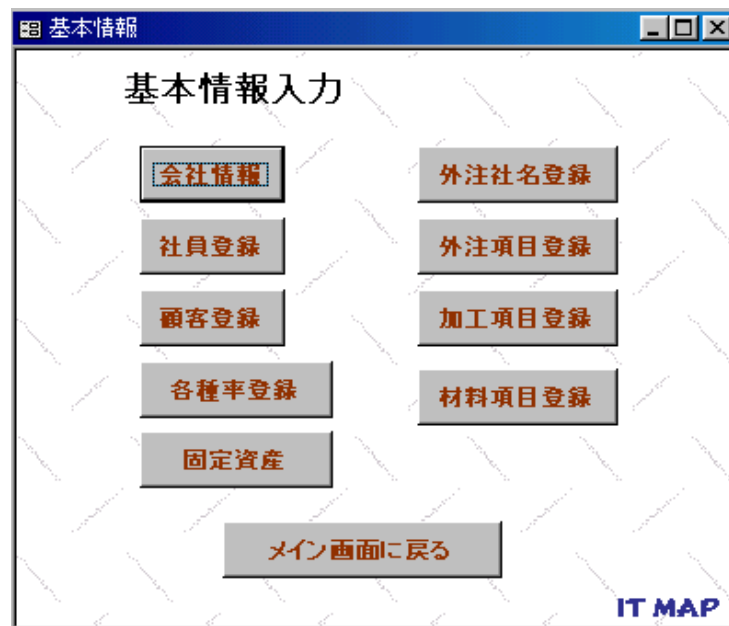 基本情報
基本情報入力
会社情報
外注社名登録
社員登録
外注項目登録
顧客登録
加工項目登録
各種率登録
材料項目登録
固定資産
メイン画面に戻る
IT MAP